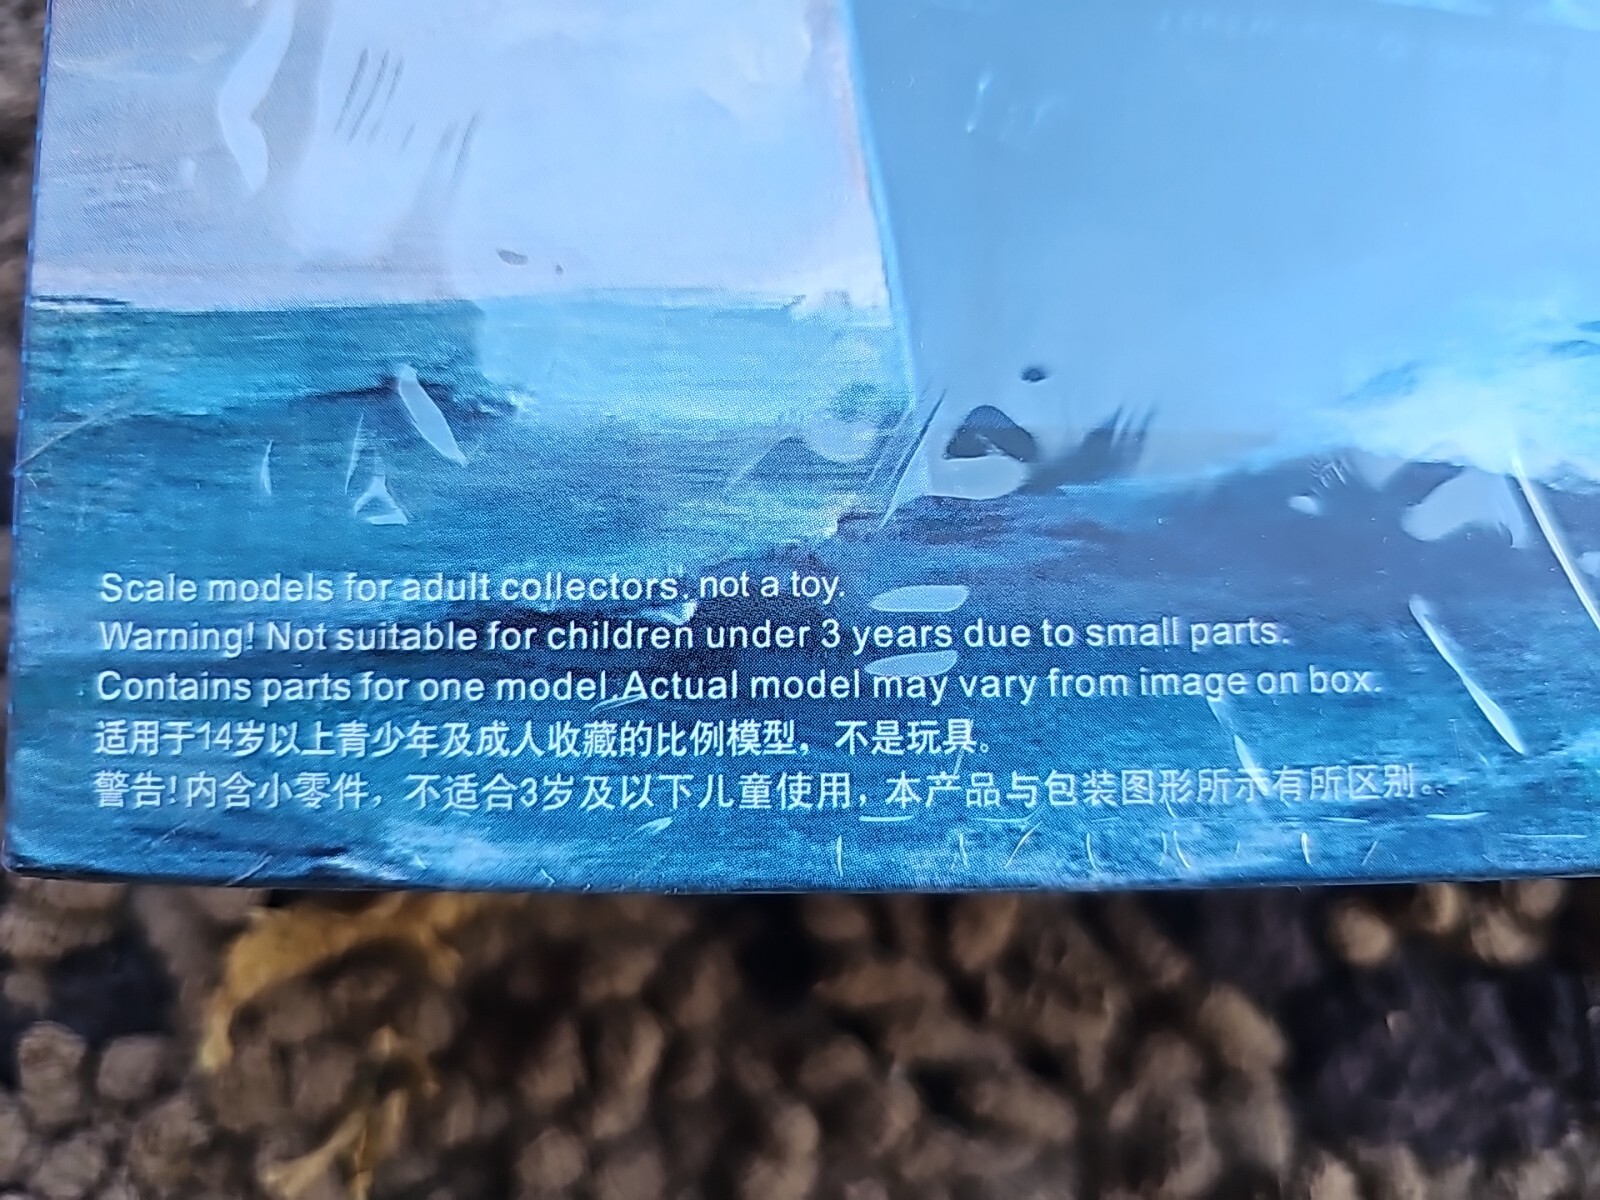 Scale models for adult collectors, not a toy.
Warning! Not suitable for children under 3 years due to small parts.
Contains parts for one model.Actual model may vary from image on box.
适用于14岁以上青少年及成人收藏的比例模型，不是玩具。
警告!内含小零件，不适合3岁及以下儿童使用，本产品与包装图形所示有所区别。